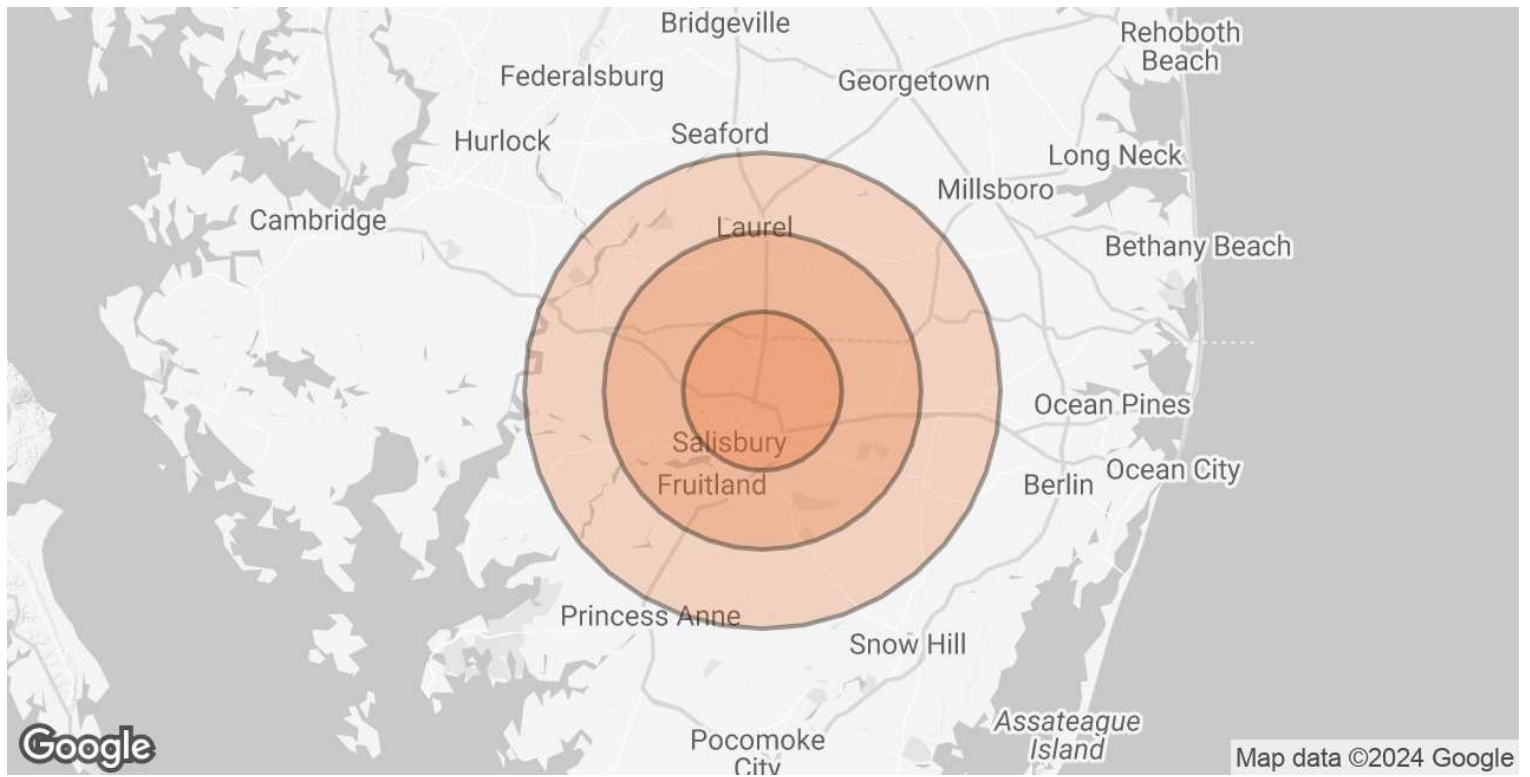 Bridgeville
Rehoboth
Beach
Federalsburg
Georgetown
Hurlock
Seaford
Long Neck
Millsboro
Cambridge
Laurel
Bethany Beach
Ocean Pines
Salisbury
Ocean City
Fruitland
Berlin
Princess Anne
Snow Hill
Assateague
Island
Pocomoke
City
Google
Map data ©2024 Google